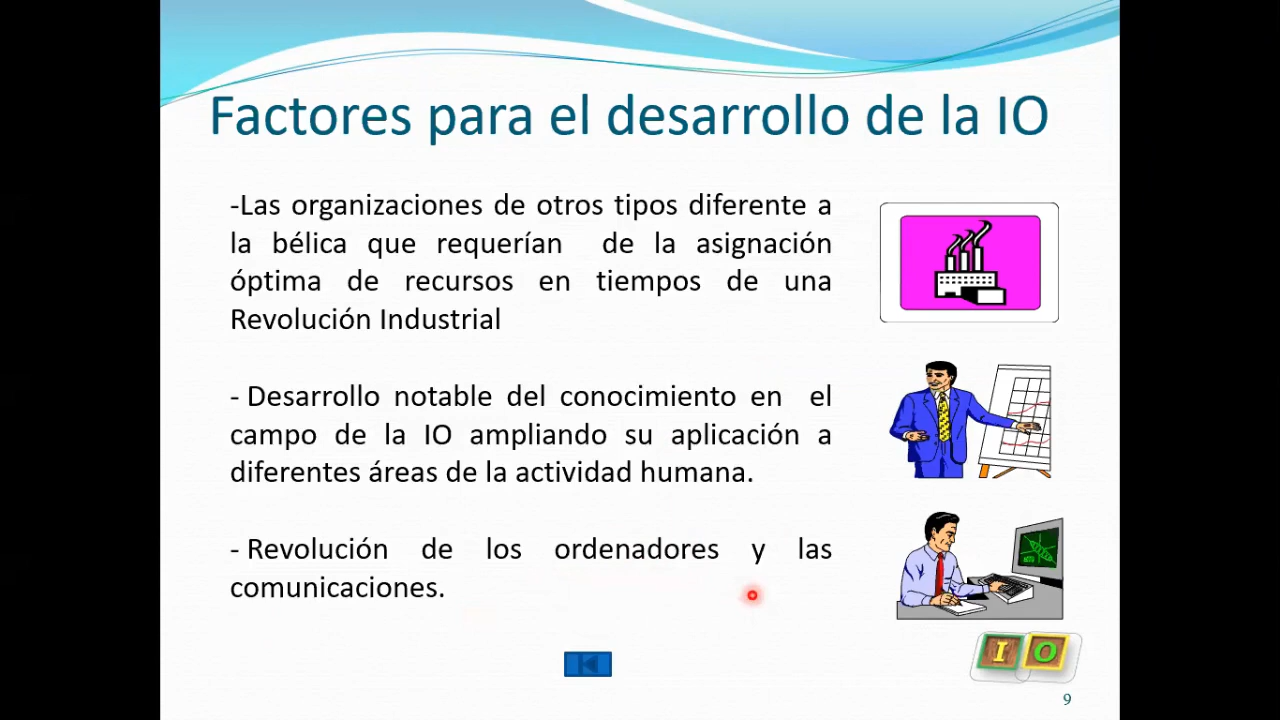 Factores para el desarrollo de la IO
-Las organizaciones de otros tipos diferente a
la bélica que requerían de la asignación
óptima de recursos en tiempos de una
Revolución Industrial
- Desarrollo notable del conocimiento en el
campo de la IO ampliando su aplicación a
diferentes áreas de la actividad humana.
- Revolución de los ordenadores y las
comunicaciones.
I O
9